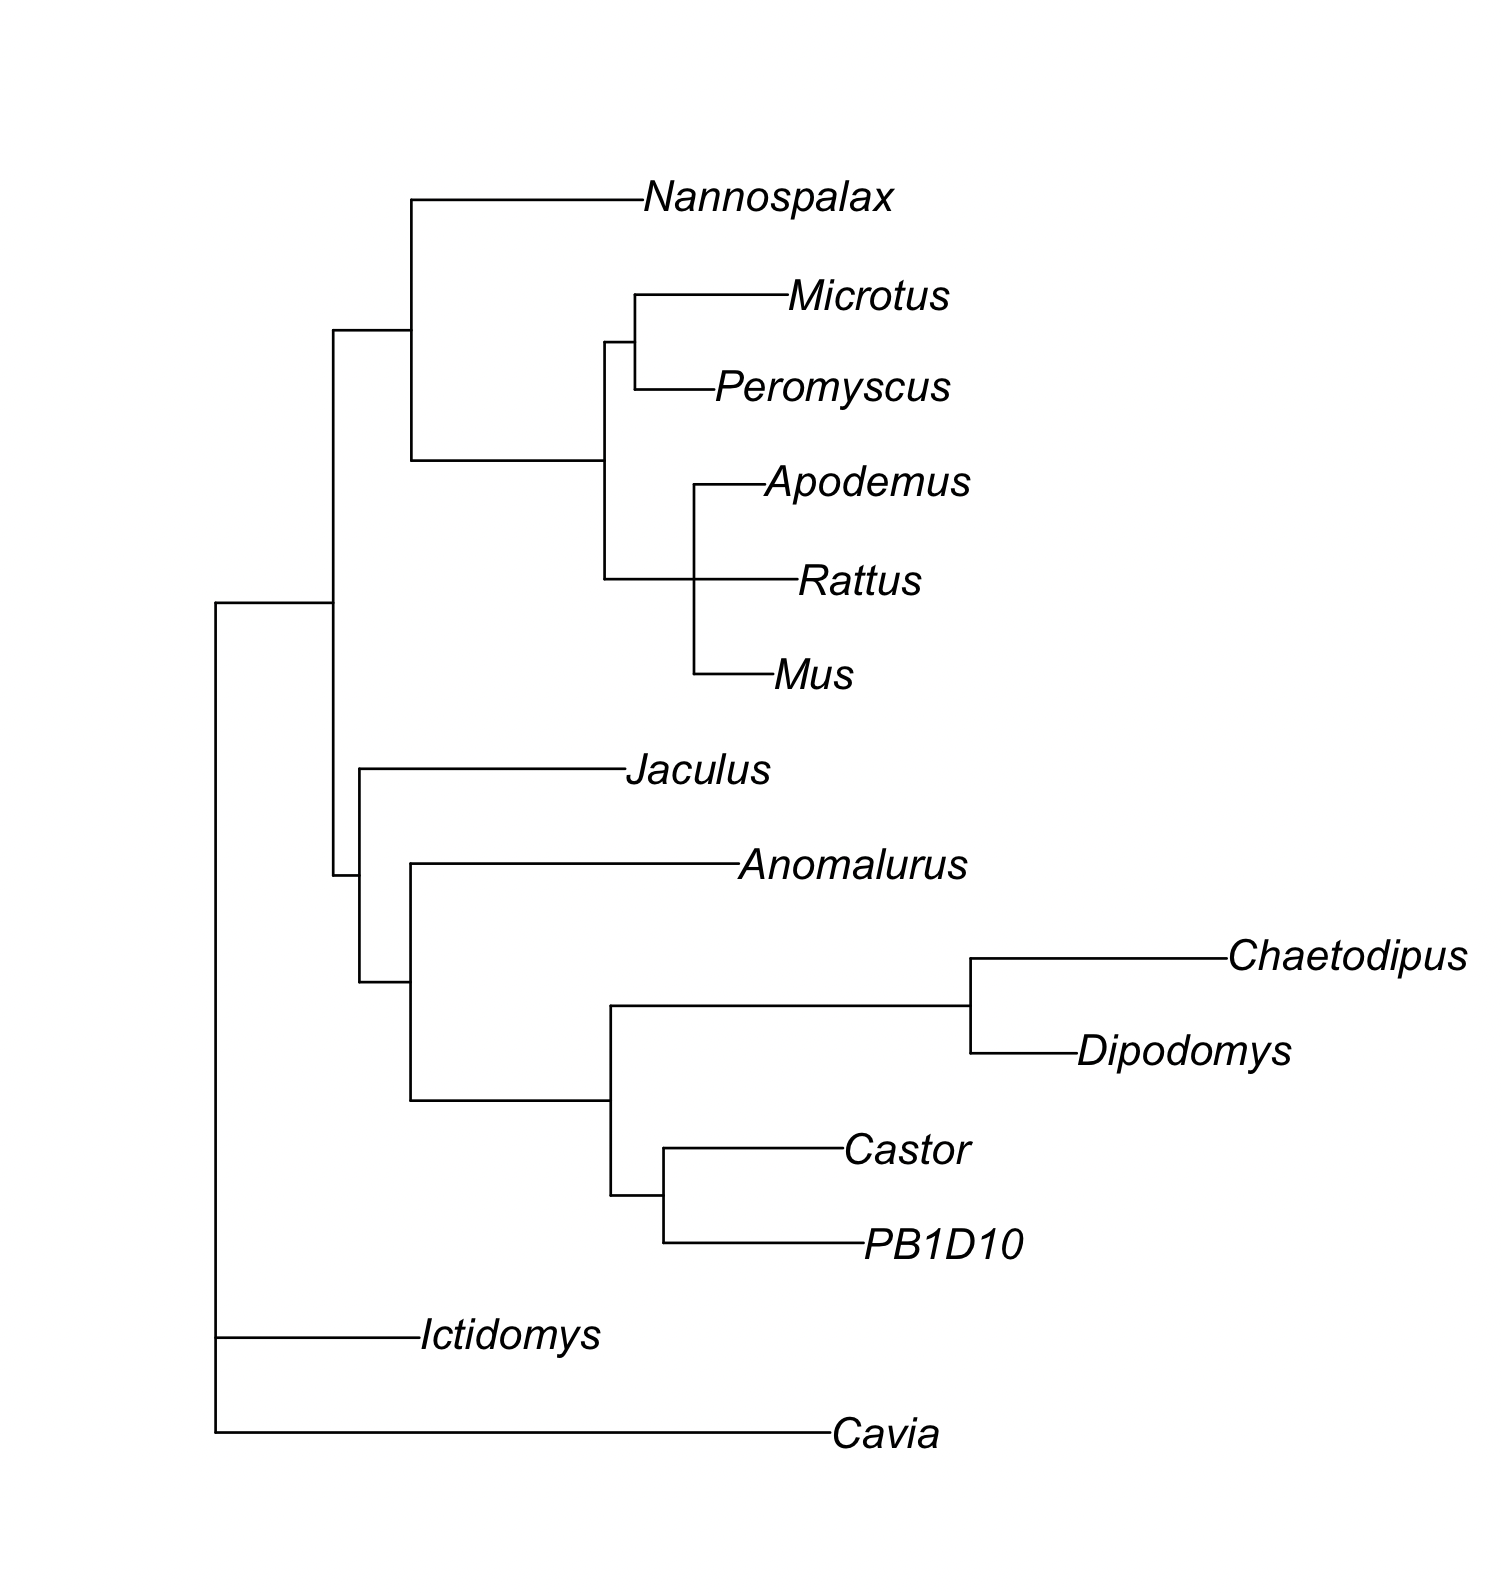 Nannospalax
Microtus
Peromyscus
Apodemus
Rattus
Mus
Jaculus
Anomalurus
Chaetodipus
Dipodomys
Castor
PB1D10
Ictidomys
Cavia